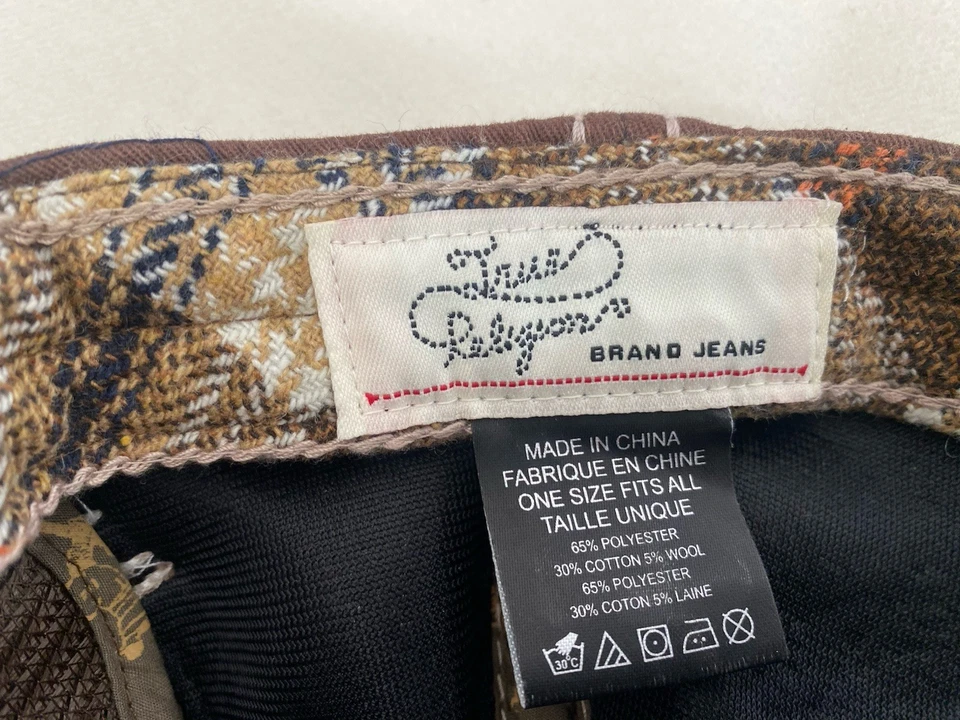 True
Religion
BRAND JEANS
MADE IN CHINA
FABRIQUE EN CHINE
ONE SIZE FITS ALL
TAILLE UNIQUE
65% POLYESTER
30% COTTON 5% WOOL
65% POLYESTER
30% COTON 5% LAINE
30°C